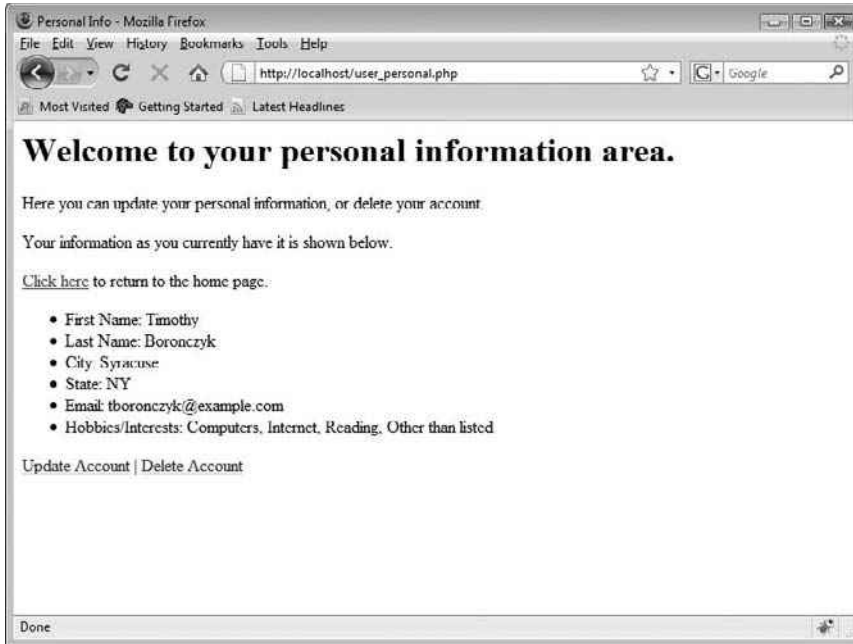 Personal Info - Mozilla Firefox
File Edit View History Bookmarks Tools Help
http://localhost/user_personal.php
G Google
Most Visited Getting Started Latest Headlines
Welcome to your personal information area.
Here you can update your personal information, or delete your account.
Your information as you currently have it is shown below.
Click here to return to the home page.
• First Name: Timothy
• Last Name: Boronczyk
• City: Syracuse
• State: NY
• Email: tboronczyk@example.com
• Hobbies/Interests: Computers, Internet, Reading, Other than listed
Update Account | Delete Account
Done